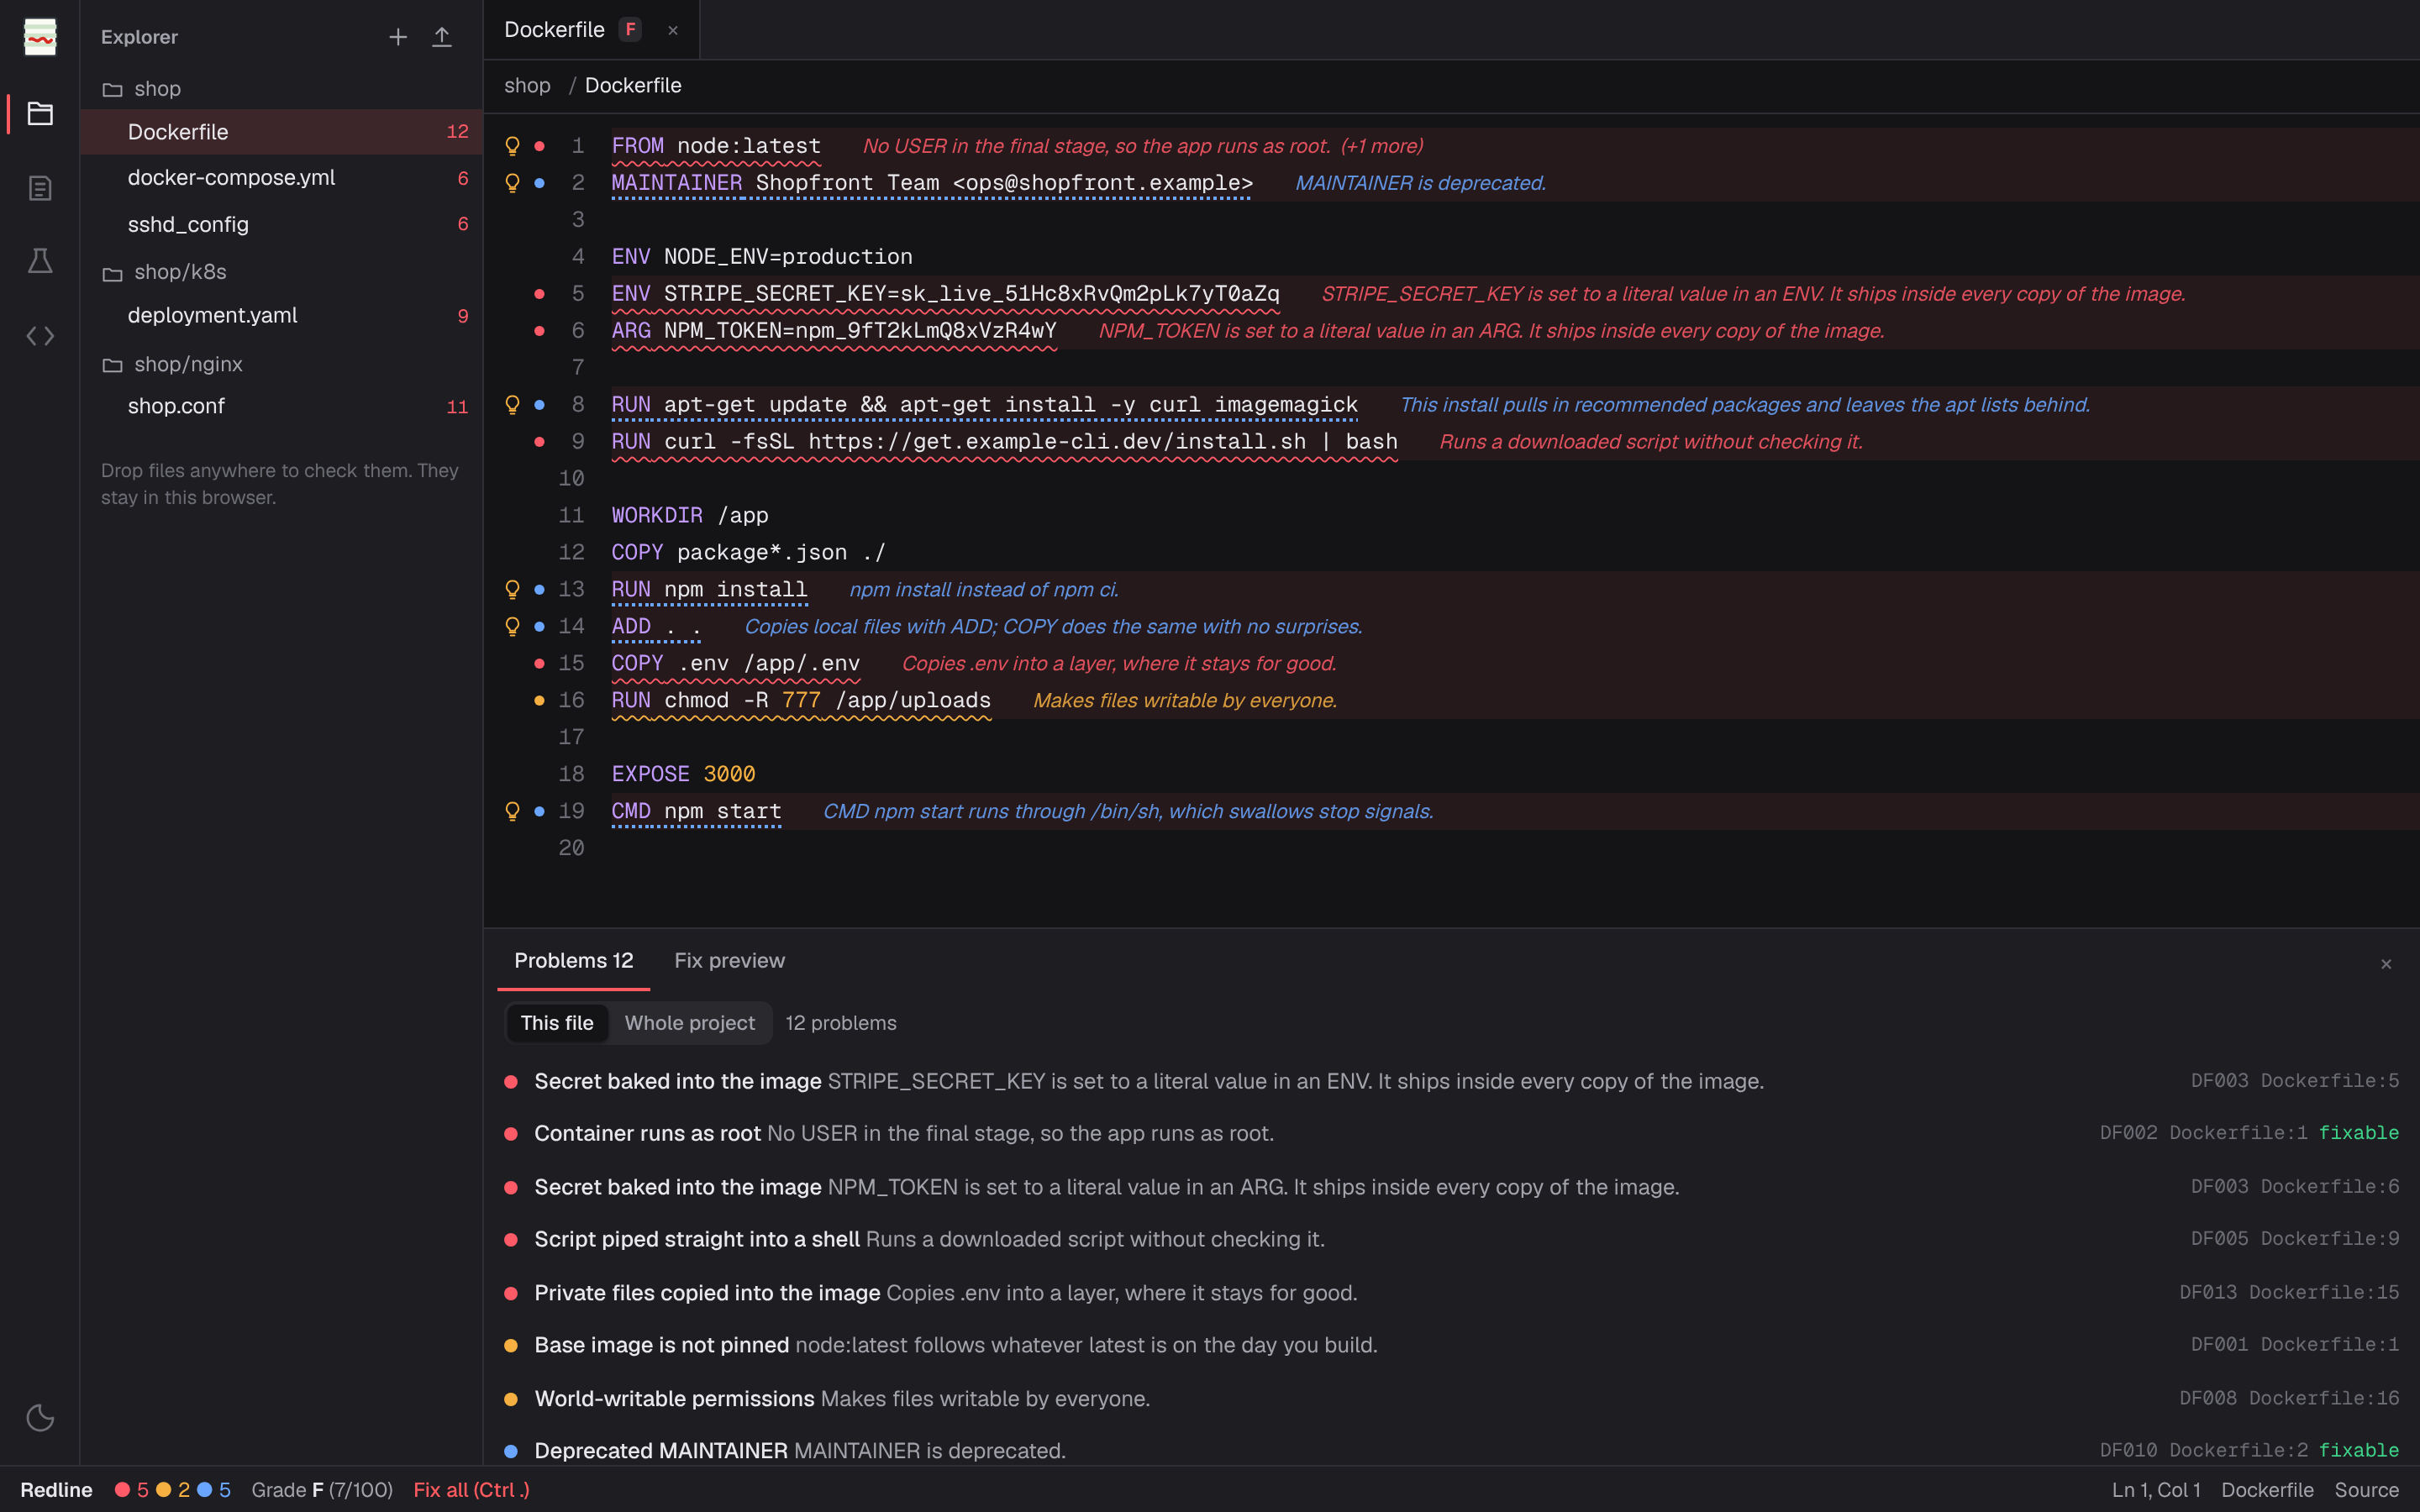 Explorer
shop
Dockerfile 12
docker-compose.yml 6
sshd_config 6
shop/k8s
deployment.yaml 9
shop/nginx
shop.conf 11
Drop files anywhere to check them. They
stay in this browser.
Dockerfile F ×
shop / Dockerfile
1 FROM node:latest No USER in the final stage, so the app runs as root. (+1 more)
2 MAINTAINER Shopfront Team <ops@shopfront.example> MAINTAINER is deprecated.
3
4 ENV NODE_ENV=production
5 ENV STRIPE_SECRET_KEY=sk_live_51Hc8xRvQm2pLk7yT0aZq STRIPE_SECRET_KEY is set to a literal value in an ENV. It ships inside every copy of the image.
6 ARG NPM_TOKEN=npm_9fT2kLmQ8xVzR4wY NPM_TOKEN is set to a literal value in an ARG. It ships inside every copy of the image.
7
8 RUN apt-get update && apt-get install -y curl imagemagick This install pulls in recommended packages and leaves the apt lists behind.
9 RUN curl -fsSL https://get.example-cli.dev/install.sh | bash Runs a downloaded script without checking it.
10
11 WORKDIR /app
12 COPY package*.json ./
13 RUN npm install npm install instead of npm ci.
14 ADD . . Copies local files with ADD; COPY does the same with no surprises.
15 COPY .env /app/.env Copies .env into a layer, where it stays for good.
16 RUN chmod -R 777 /app/uploads Makes files writable by everyone.
17
18 EXPOSE 3000
19 CMD npm start CMD npm start runs through /bin/sh, which swallows stop signals.
20
Problems 12 Fix preview ×
This file Whole project 12 problems
Secret baked into the image STRIPE_SECRET_KEY is set to a literal value in an ENV. It ships inside every copy of the image. DF003 Dockerfile:5
Container runs as root No USER in the final stage, so the app runs as root. DF002 Dockerfile:1 fixable
Secret baked into the image NPM_TOKEN is set to a literal value in an ARG. It ships inside every copy of the image. DF003 Dockerfile:6
Script piped straight into a shell Runs a downloaded script without checking it. DF005 Dockerfile:9
Private files copied into the image Copies .env into a layer, where it stays for good. DF013 Dockerfile:15
Base image is not pinned node:latest follows whatever latest is on the day you build. DF001 Dockerfile:1
World-writable permissions Makes files writable by everyone. DF008 Dockerfile:16
Deprecated MAINTAINER MAINTAINER is deprecated. DF010 Dockerfile:2 fixable
Redline 5 2 5 Grade F (7/100) Fix all (Ctrl .) Ln 1, Col 1 Dockerfile Source